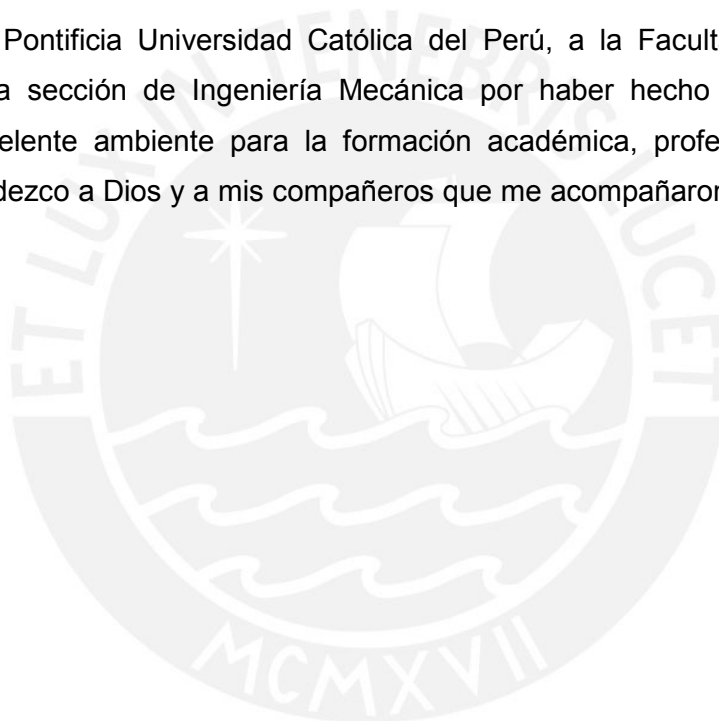 Pontificia Universidad Católica del Perú, a la Facult
a sección de Ingeniería Mecánica por haber hecho
elente ambiente para la formación académica, profe
dezco a Dios y a mis compañeros que me acompañaron
ET LUX IN TENEBRIS LUCET
MCMXVII